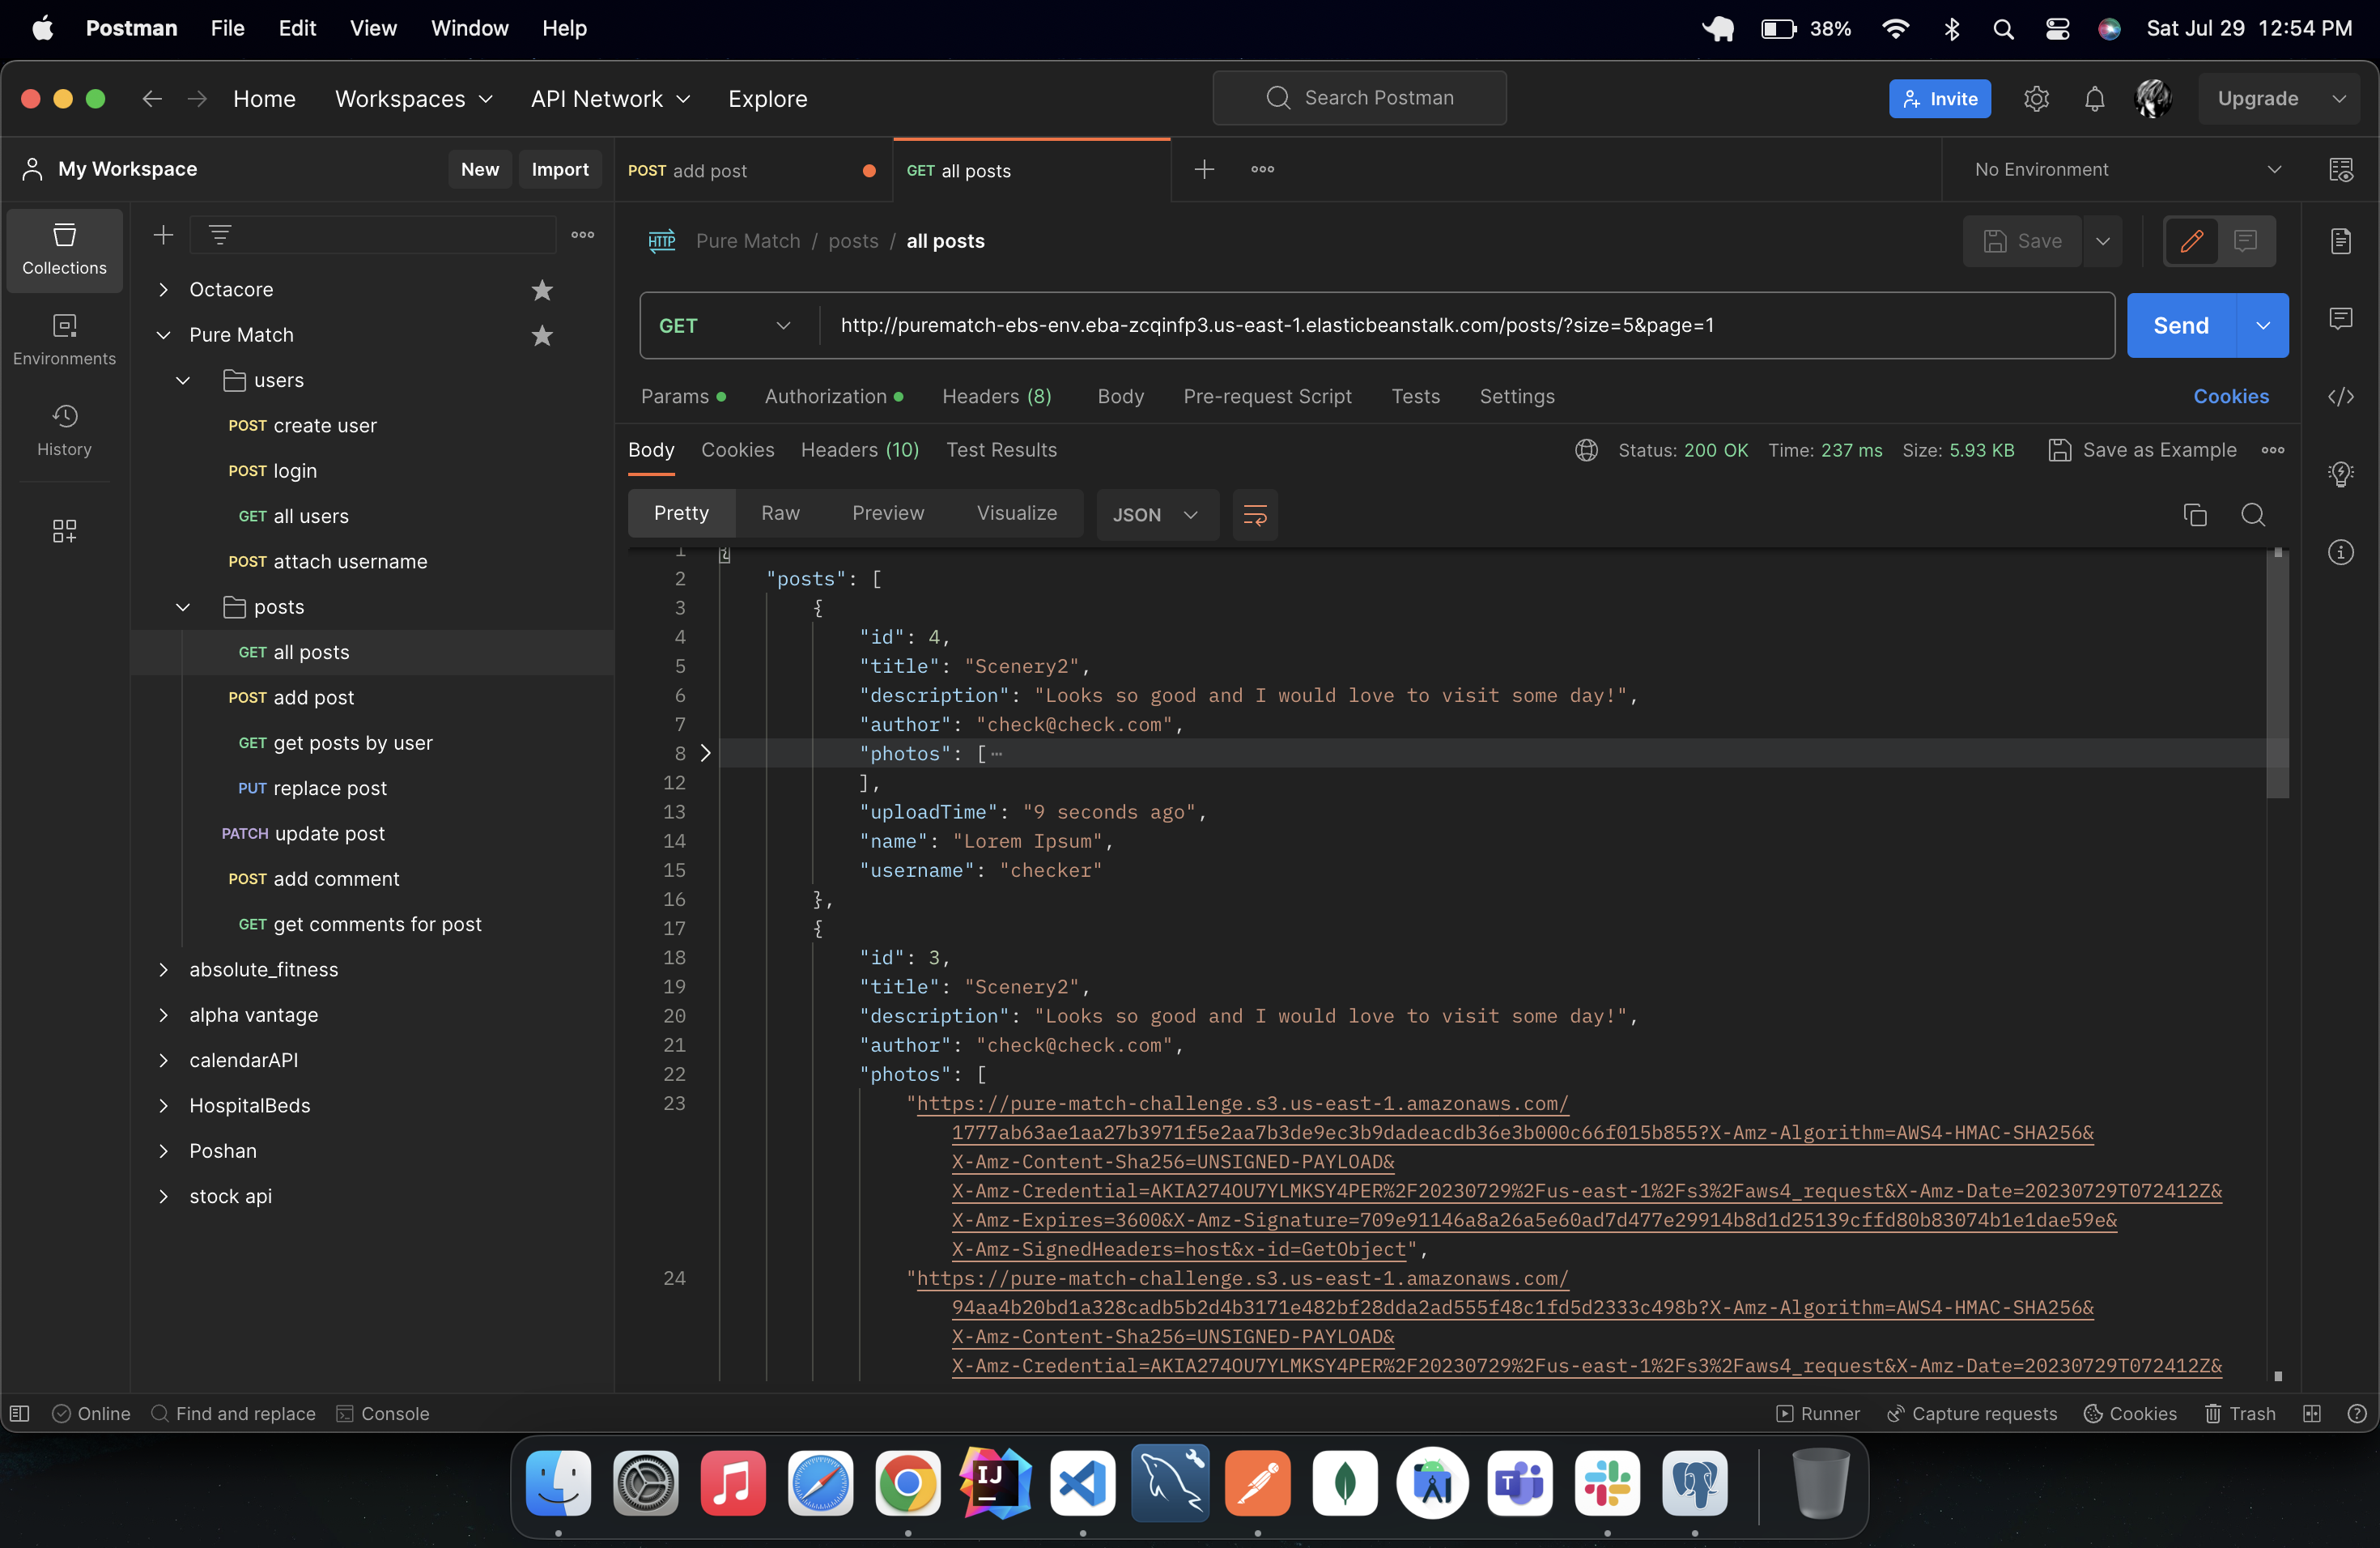 Postman File Edit View Window Help 38% Sat Jul 29 12:54 PM
Home Workspaces API Network Explore Search Postman Invite Upgrade
My Workspace New Import POST add post GET all posts No Environment
Collections
Environments
History
Octacore
Pure Match
users
POST create user
POST login
GET all users
POST attach username
posts
GET all posts
POST add post
GET get posts by user
PUT replace post
PATCH update post
POST add comment
GET get comments for post
absolute_fitness
alpha vantage
calendarAPI
HospitalBeds
Poshan
stock api
HTTP Pure Match / posts / all posts Save
GET http://purematch-ebs-env.eba-zcqinfp3.us-east-1.elasticbeanstalk.com/posts/?size=5&page=1 Send
Params Authorization Headers (8) Body Pre-request Script Tests Settings Cookies
Body Cookies Headers (10) Test Results Status: 200 OK Time: 237 ms Size: 5.93 KB Save as Example
Pretty Raw Preview Visualize JSON
1 {
2 "posts": [
3 {
4 "id": 4,
5 "title": "Scenery2",
6 "description": "Looks so good and I would love to visit some day!",
7 "author": "check@check.com",
8 "photos": [⋯
12 ],
13 "uploadTime": "9 seconds ago",
14 "name": "Lorem Ipsum",
15 "username": "checker"
16 },
17 {
18 "id": 3,
19 "title": "Scenery2",
20 "description": "Looks so good and I would love to visit some day!",
21 "author": "check@check.com",
22 "photos": [
23 "https://pure-match-challenge.s3.us-east-1.amazonaws.com/
1777ab63ae1aa27b3971f5e2aa7b3de9ec3b9dadeacdb36e3b000c66f015b855?X-Amz-Algorithm=AWS4-HMAC-SHA256&
X-Amz-Content-Sha256=UNSIGNED-PAYLOAD&
X-Amz-Credential=AKIA274OU7YLMKSY4PER%2F20230729%2Fus-east-1%2Fs3%2Faws4_request&X-Amz-Date=20230729T072412Z&
X-Amz-Expires=3600&X-Amz-Signature=709e91146a8a26a5e60ad7d477e29914b8d1d25139cffd80b83074b1e1dae59e&
X-Amz-SignedHeaders=host&x-id=GetObject",
24 "https://pure-match-challenge.s3.us-east-1.amazonaws.com/
94aa4b20bd1a328cadb5b2d4b3171e482bf28dda2ad555f48c1fd5d2333c498b?X-Amz-Algorithm=AWS4-HMAC-SHA256&
X-Amz-Content-Sha256=UNSIGNED-PAYLOAD&
X-Amz-Credential=AKIA274OU7YLMKSY4PER%2F20230729%2Fus-east-1%2Fs3%2Faws4_request&X-Amz-Date=20230729T072412Z&
Online Find and replace Console Runner Capture requests Cookies Trash
IJ
T